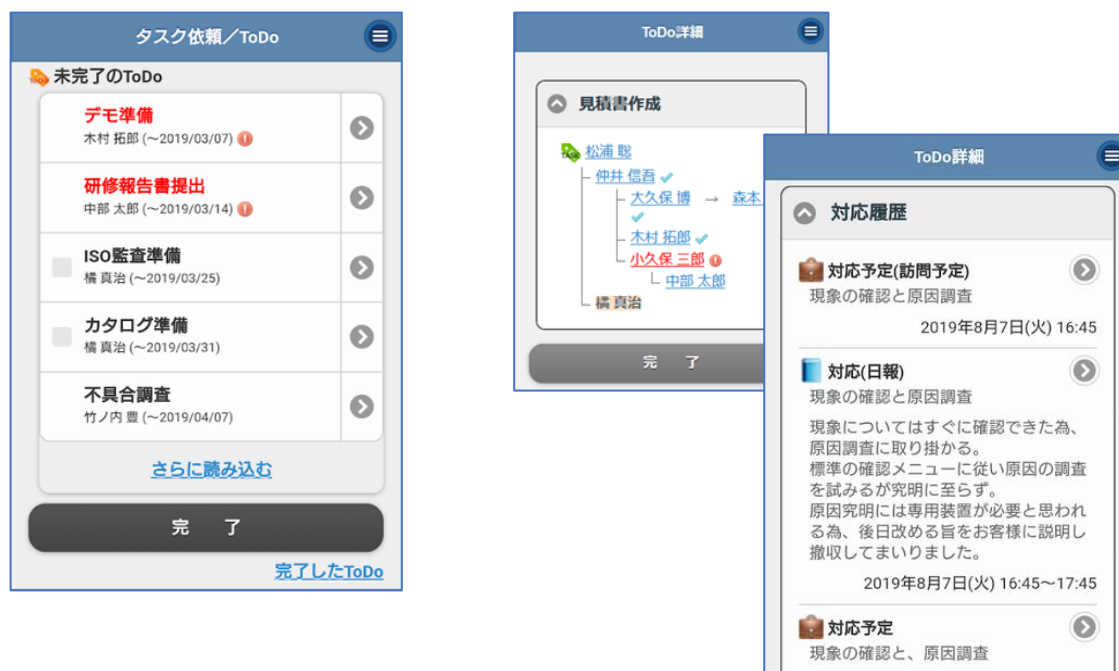 タスク依頼／ToDo
未完了のToDo
デモ準備
木村 拓郎 (～2019/03/07)
研修報告書提出
中部 太郎 (～2019/03/14)
ISO監査準備
橘 真治 (～2019/03/25)
カタログ準備
橘 真治 (～2019/03/31)
不具合調査
竹ノ内 豊 (～2019/04/07)
さらに読み込む
完 了
完了したToDo
ToDo詳細
見積書作成
TASK 松浦 聡
仲井 信吾
大久保 博 → 森本
木村 拓郎
小久保 三郎
中部 太郎
橘 真治
完 了
ToDo詳細
対応履歴
対応予定(訪問予定)
現象の確認と原因調査
2019年8月7日(火) 16:45
対応(日報)
現象の確認と原因調査
現象についてはすぐに確認できた為、
原因調査に取り掛かる。
標準の確認メニューに従い原因の調査
を試みるが究明に至らず。
原因究明には専用装置が必要と思われ
る為、後日改める旨をお客様に説明し
撤収してまいりました。
2019年8月7日(火) 16:45～17:45
対応予定
現象の確認と、原因調査